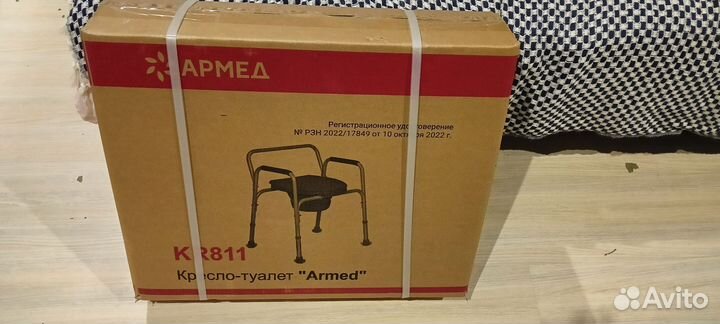 АРМЕД
Регистрационное удостоверение
№ РЗН 2022/17849 от 10 октября 2022 г.
KR811
Кресло-туалет "Armed"
Avito